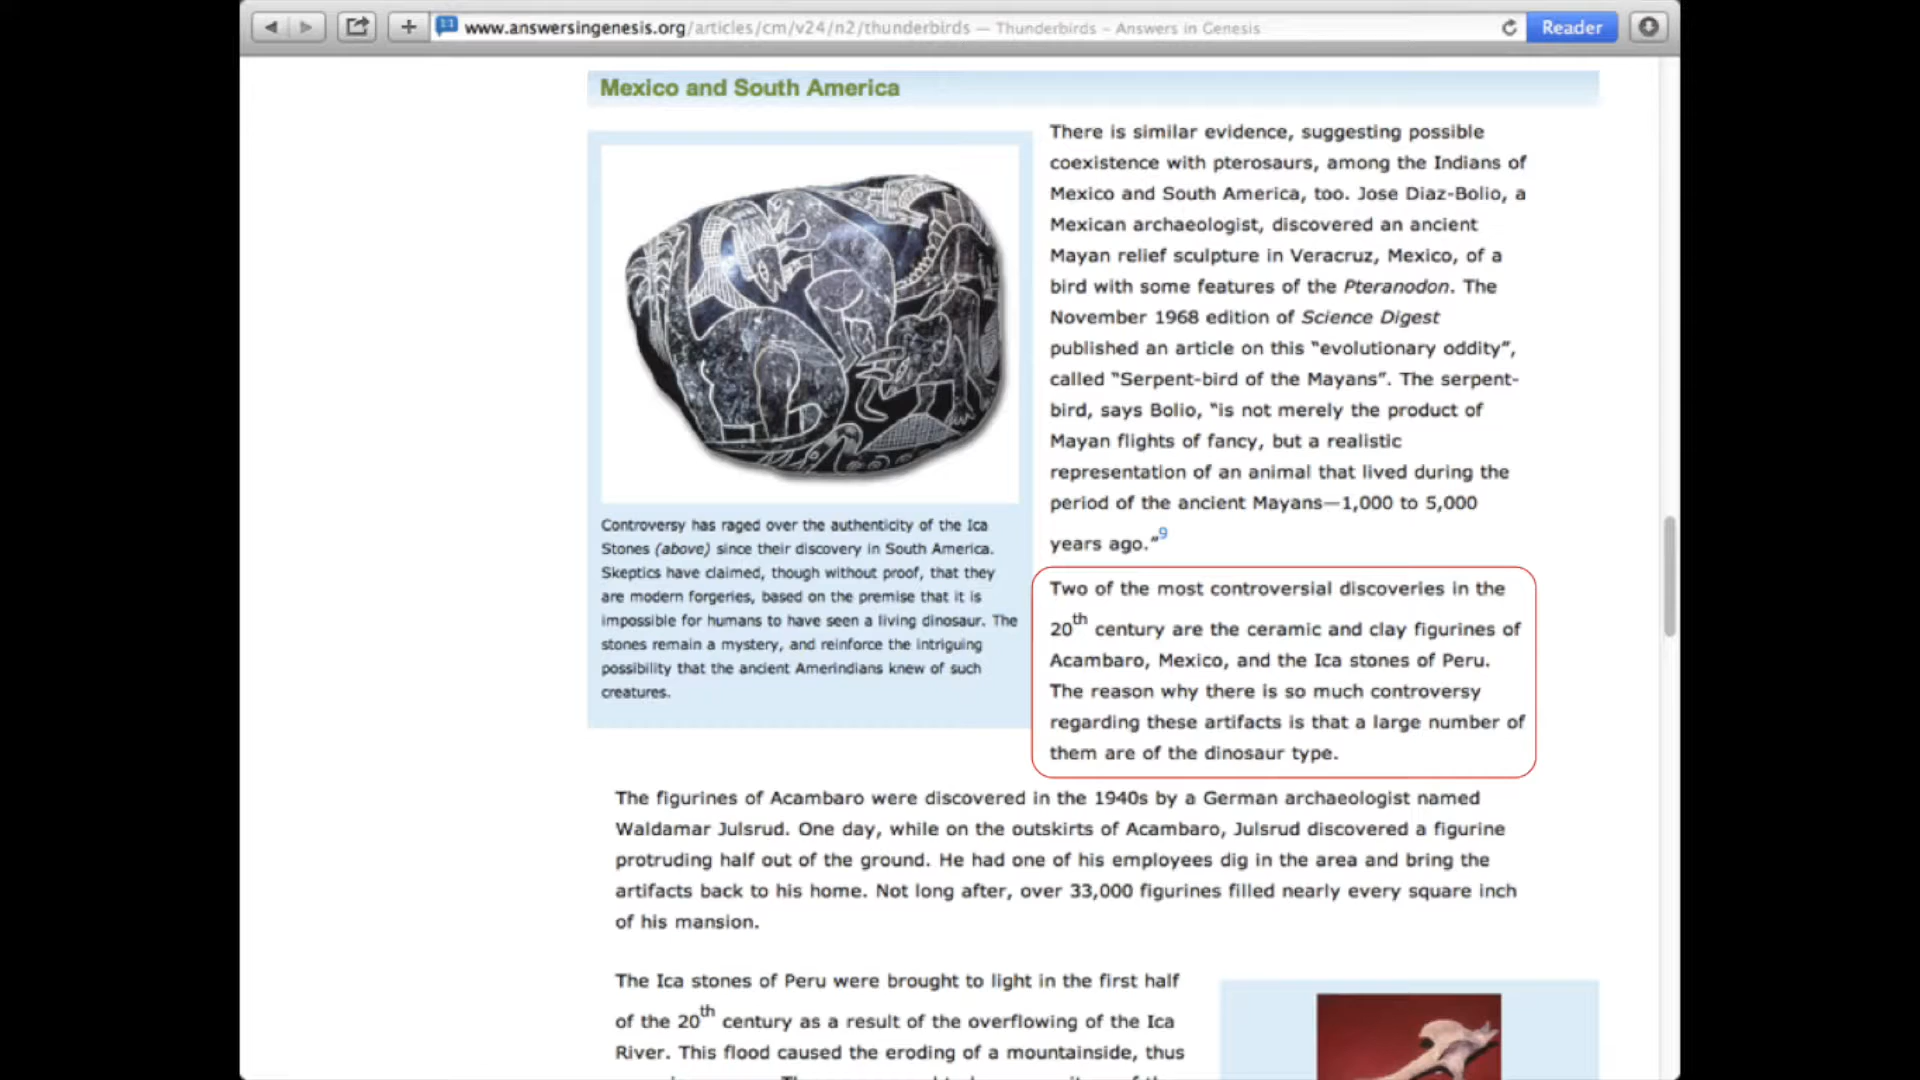 www.answersingenesis.org/articles/cm/v24/n2/thunderbirds — Thunderbirds – Answers in Genesis
Reader
Mexico and South America
There is similar evidence, suggesting possible
coexistence with pterosaurs, among the Indians of
Mexico and South America, too. Jose Diaz-Bolio, a
Mexican archaeologist, discovered an ancient
Mayan relief sculpture in Veracruz, Mexico, of a
bird with some features of the Pteranodon. The
November 1968 edition of Science Digest
published an article on this “evolutionary oddity”,
called “Serpent-bird of the Mayans”. The serpent-
bird, says Bolio, “is not merely the product of
Mayan flights of fancy, but a realistic
representation of an animal that lived during the
period of the ancient Mayans—1,000 to 5,000
years ago.”9
Controversy has raged over the authenticity of the Ica
Stones (above) since their discovery in South America.
Skeptics have claimed, though without proof, that they
are modern forgeries, based on the premise that it is
impossible for humans to have seen a living dinosaur. The
stones remain a mystery, and reinforce the intriguing
possibility that the ancient Amerindians knew of such
creatures.
Two of the most controversial discoveries in the
20th century are the ceramic and clay figurines of
Acambaro, Mexico, and the Ica stones of Peru.
The reason why there is so much controversy
regarding these artifacts is that a large number of
them are of the dinosaur type.
The figurines of Acambaro were discovered in the 1940s by a German archaeologist named
Waldamar Julsrud. One day, while on the outskirts of Acambaro, Julsrud discovered a figurine
protruding half out of the ground. He had one of his employees dig in the area and bring the
artifacts back to his home. Not long after, over 33,000 figurines filled nearly every square inch
of his mansion.
The Ica stones of Peru were brought to light in the first half
of the 20th century as a result of the overflowing of the Ica
River. This flood caused the eroding of a mountainside, thus